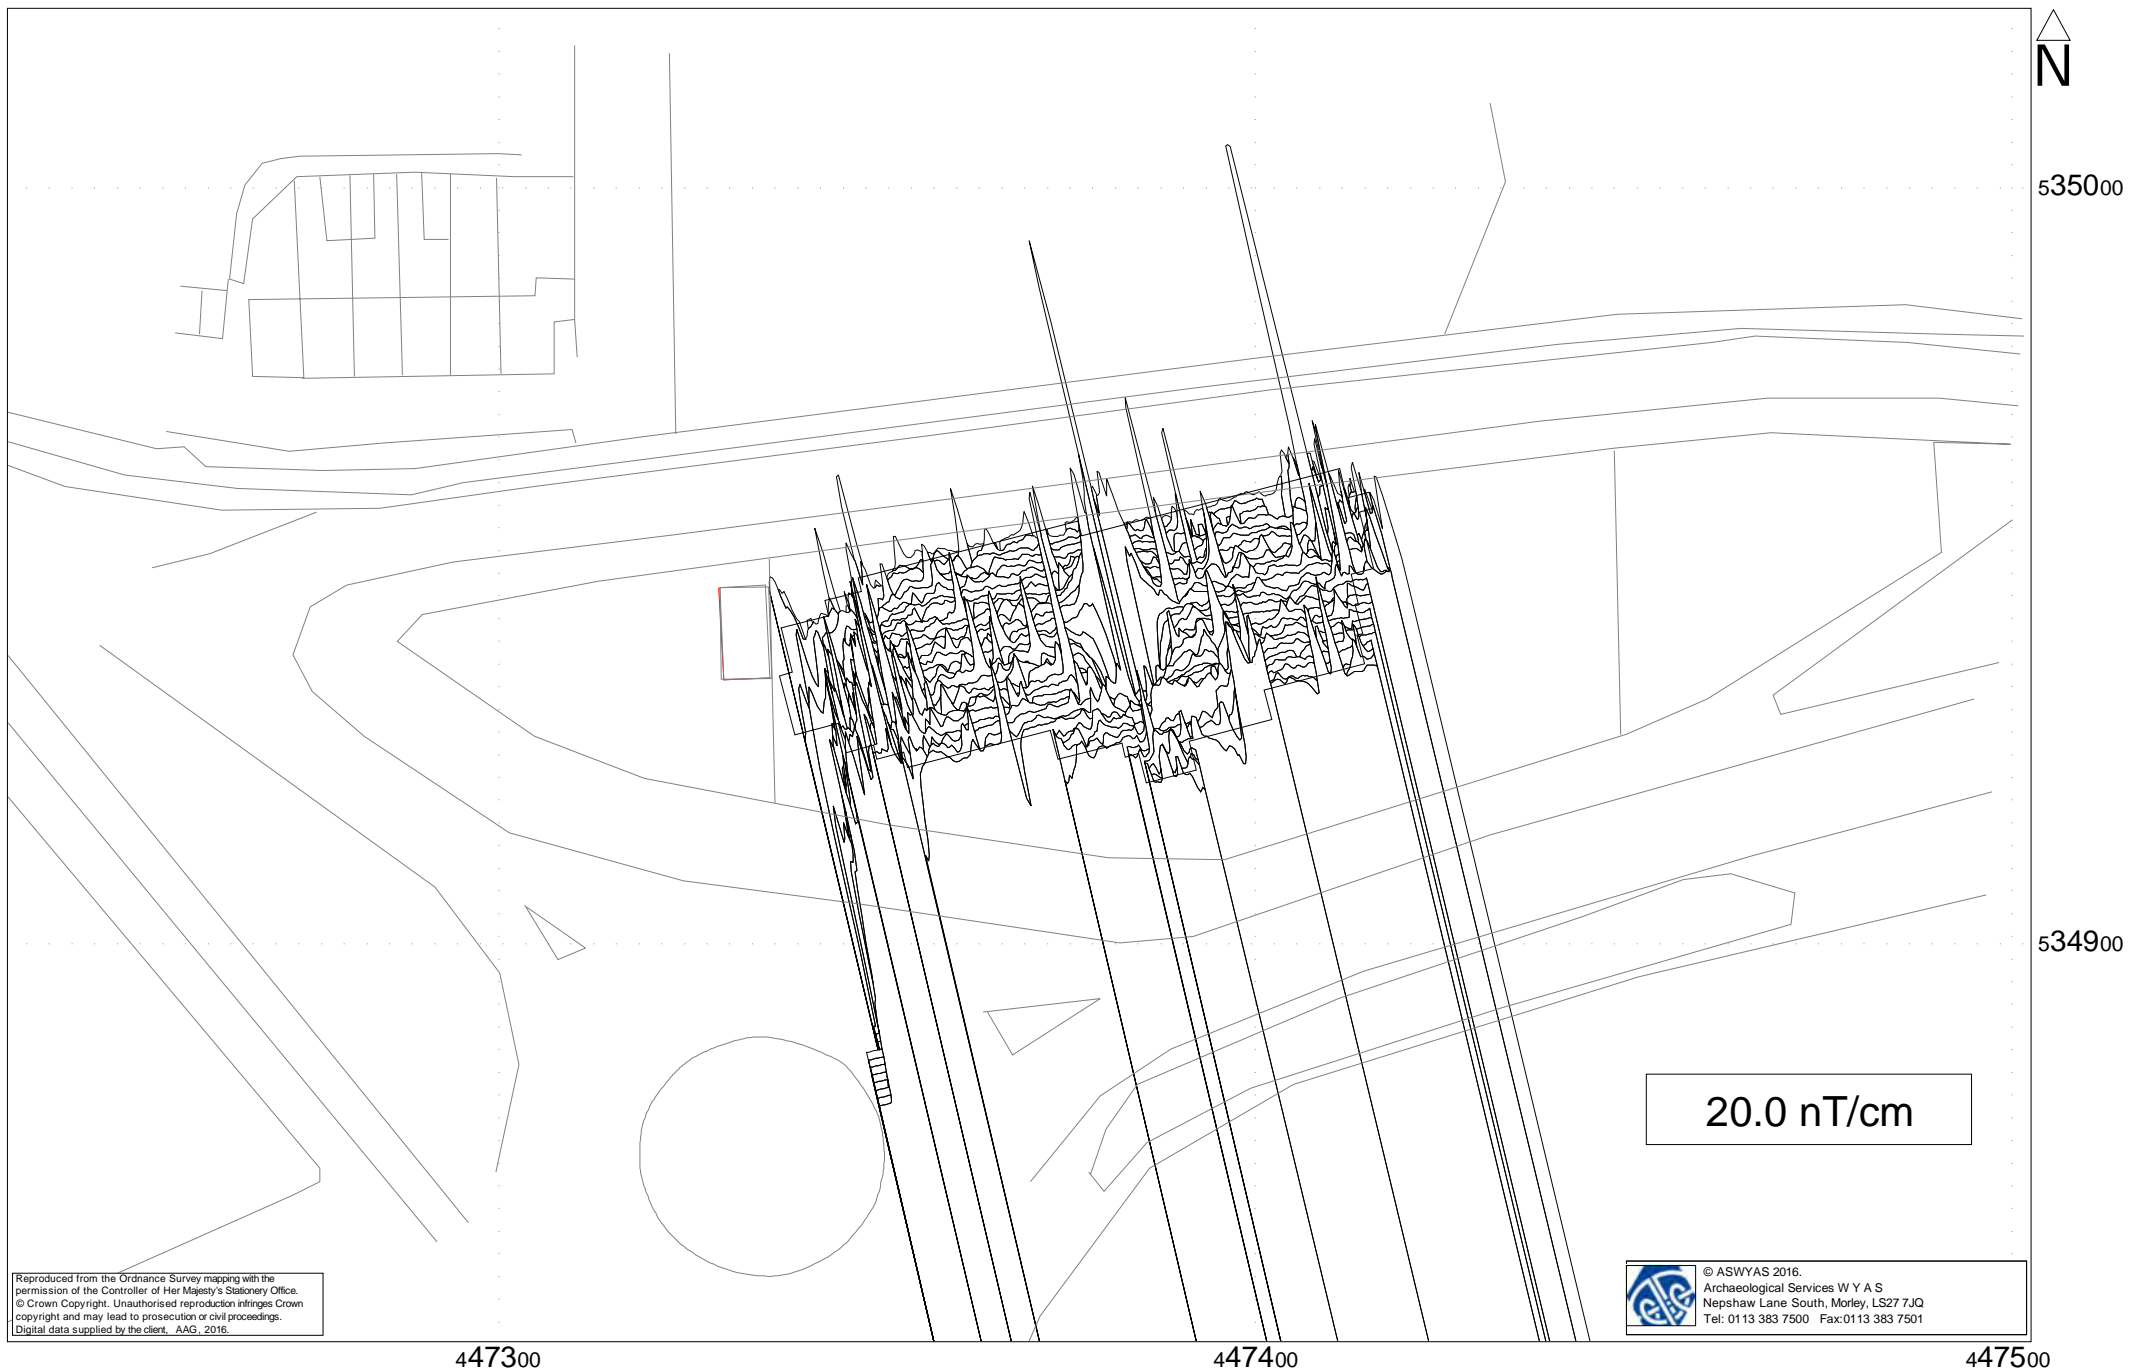 N
535000
534900
20.0 nT/cm
Reproduced from the Ordnance Survey mapping with the
permission of the Controller of Her Majesty's Stationery Office.
© Crown Copyright. Unauthorised reproduction infringes Crown
copyright and may lead to prosecution or civil proceedings.
Digital data supplied by the client, AAG, 2016.
© ASWYAS 2016.
Archaeological Services W Y A S
Nepshaw Lane South, Morley, LS27 7JQ
Tel: 0113 383 7500 Fax:0113 383 7501
447300
447400
447500